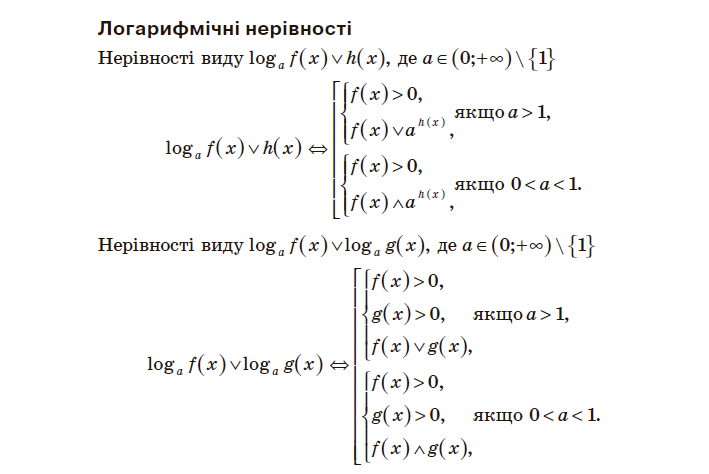 Логарифмічні нерівності
Нерівності виду log_a f(x)∨h(x), де a∈(0;+∞)\{1}
f(x)>0,
якщо a>1,
f(x)∨a^{h(x)},
log_a f(x)∨h(x)⇔
f(x)>0,
якщо 0<a<1.
f(x)∧a^{h(x)},
Нерівності виду log_a f(x)∨log_a g(x), де a∈(0;+∞)\{1}
f(x)>0,
g(x)>0, якщо a>1,
f(x)∨g(x),
log_a f(x)∨log_a g(x)⇔
f(x)>0,
g(x)>0, якщо 0<a<1.
f(x)∧g(x),